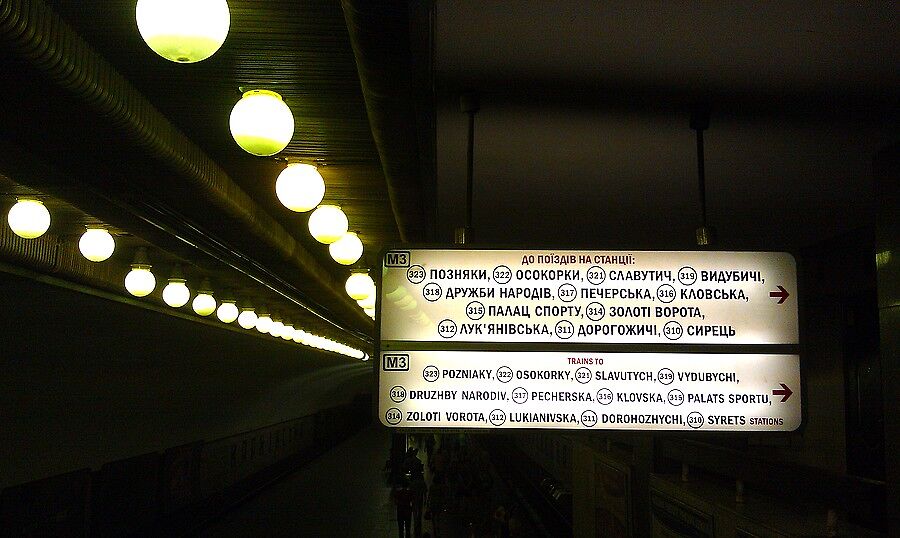 М3 ДО ПОЇЗДІВ НА СТАНЦІЇ:
323 ПОЗНЯКИ, 322 ОСОКОРКИ, 321 СЛАВУТИЧ, 319 ВИДУБИЧІ,
318 ДРУЖБИ НАРОДІВ, 317 ПЕЧЕРСЬКА, 316 КЛОВСЬКА,
315 ПАЛАЦ СПОРТУ, 314 ЗОЛОТІ ВОРОТА,
312 ЛУК'ЯНІВСЬКА, 311 ДОРОГОЖИЧІ, 310 СИРЕЦЬ
M3 TRAINS TO
323 POZNIAKY, 322 OSOKORKY, 321 SLAVUTYCH, 319 VYDUBYCHI,
318 DRUZHBY NARODIV, 317 PECHERSKA, 316 KLOVSKA, 315 PALATS SPORTU,
314 ZOLOTI VOROTA, 312 LUKIANIVSKA, 311 DOROHOZHYCHI, 310 SYRETS STATIONS